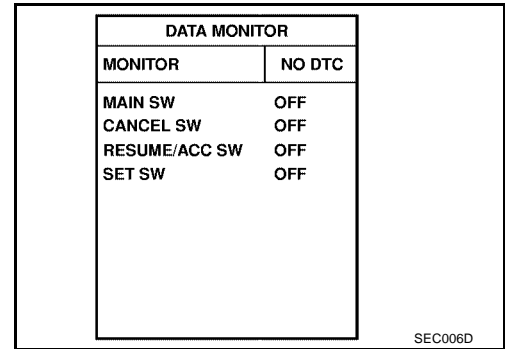 DATA MONITOR
MONITOR NO DTC
MAIN SW OFF
CANCEL SW OFF
RESUME/ACC SW OFF
SET SW OFF
SEC006D